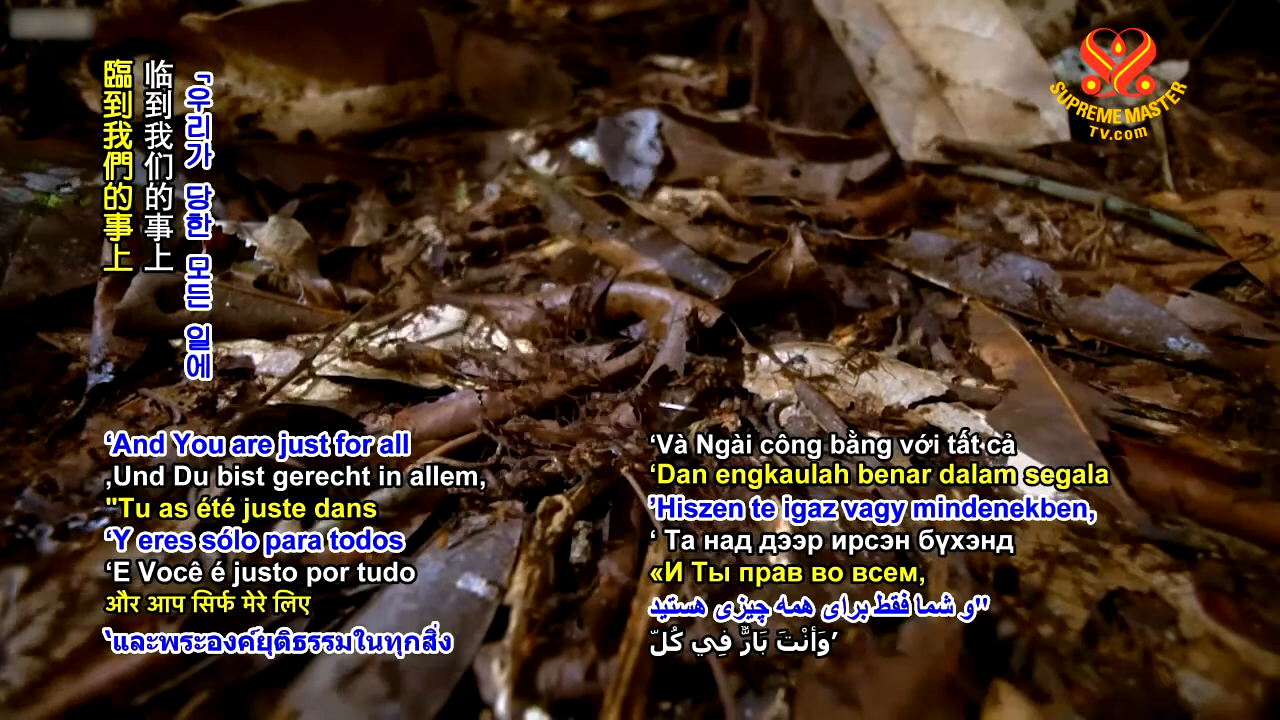 臨到我們的事上
临到我们的事上
『우리가 당한 모든 일에
SUPREME MASTER
TV.com
‘And You are just for all
‚Und Du bist gerecht in allem,
"Tu as été juste dans
‘Y eres sólo para todos
‘E Você é justo por tudo
और आप सिर्फ मेरे लिए
‘และพระองค์ยุติธรรมในทุกสิ่ง
‘Và Ngài công bằng với tất cả
‘Dan engkaulah benar dalam segala
’Hiszen te igaz vagy mindenekben,
‘ Та над дээр ирсэн бүхэнд
«И Ты прав во всем,
"و شما فقط برای همه چیزی هستید
’وَأَنْتَ بَارٌّ فِي كُلّ